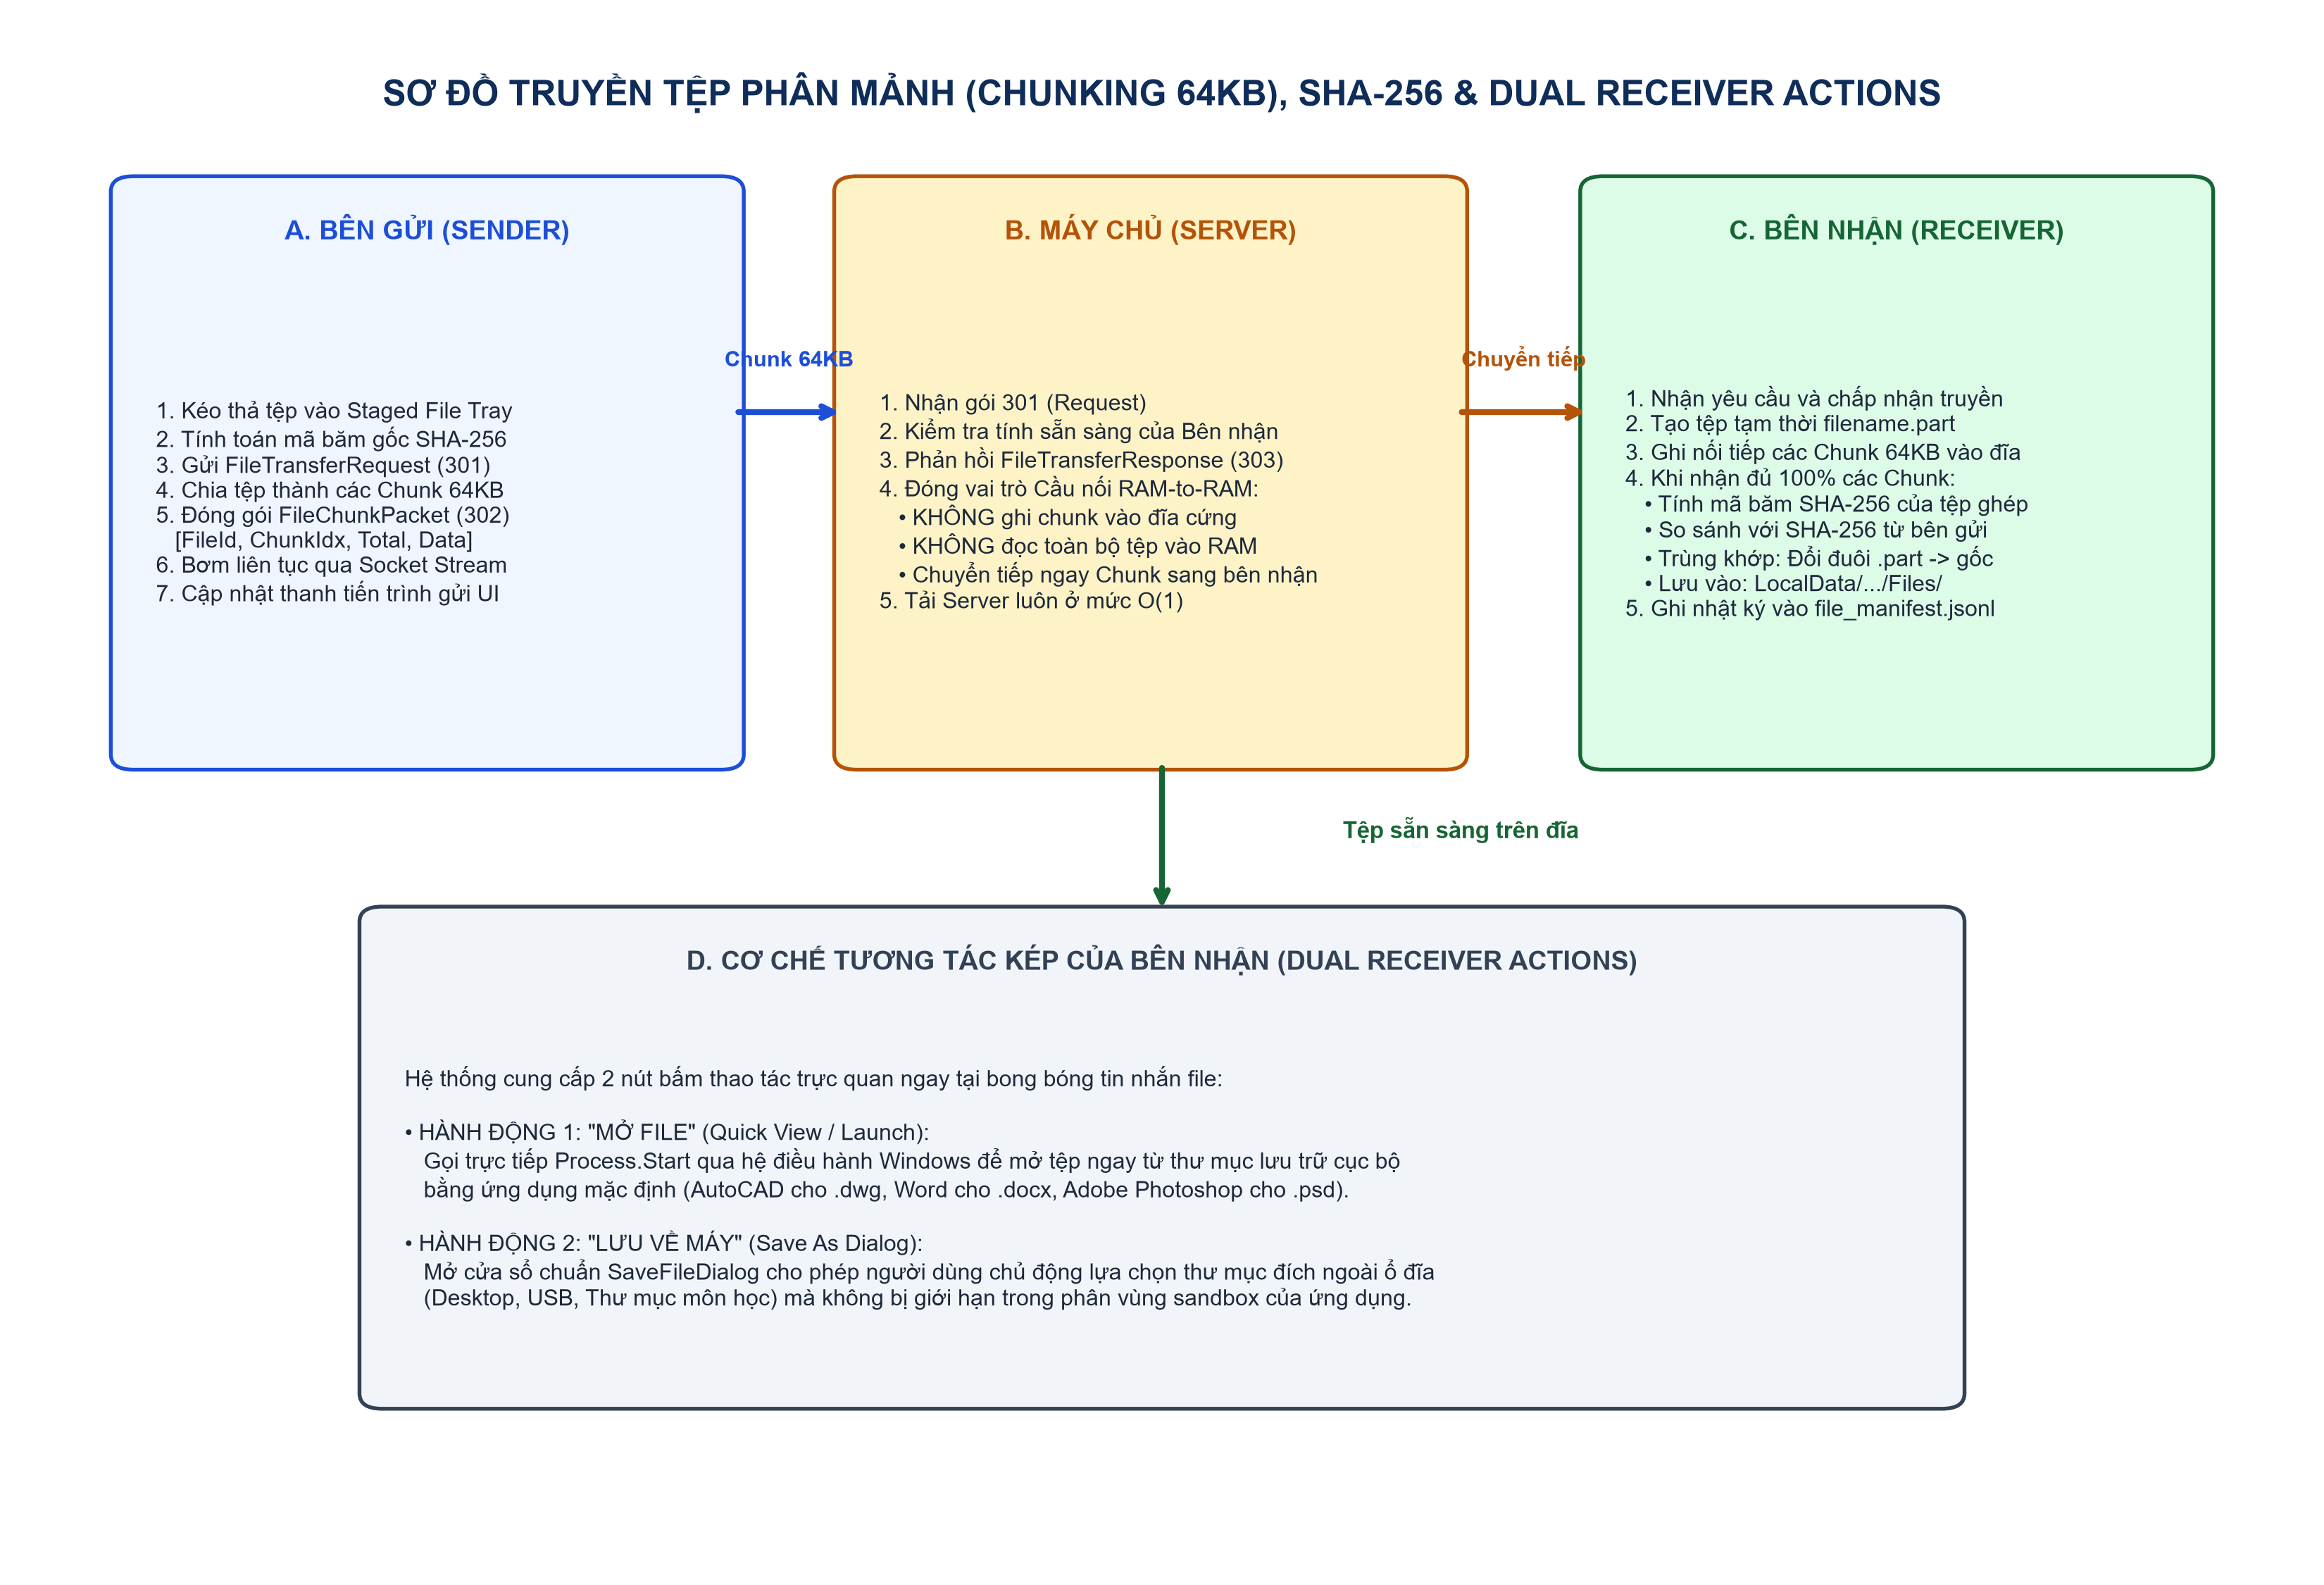 SƠ ĐỒ TRUYỀN TỆP PHÂN MẢNH (CHUNKING 64KB), SHA-256 & DUAL RECEIVER ACTIONS
A. BÊN GỬI (SENDER)
1. Kéo thả tệp vào Staged File Tray
2. Tính toán mã băm gốc SHA-256
3. Gửi FileTransferRequest (301)
4. Chia tệp thành các Chunk 64KB
5. Đóng gói FileChunkPacket (302)
[FileId, ChunkIdx, Total, Data]
6. Bơm liên tục qua Socket Stream
7. Cập nhật thanh tiến trình gửi UI
Chunk 64KB
B. MÁY CHỦ (SERVER)
1. Nhận gói 301 (Request)
2. Kiểm tra tính sẵn sàng của Bên nhận
3. Phản hồi FileTransferResponse (303)
4. Đóng vai trò Cầu nối RAM-to-RAM:
• KHÔNG ghi chunk vào đĩa cứng
• KHÔNG đọc toàn bộ tệp vào RAM
• Chuyển tiếp ngay Chunk sang bên nhận
5. Tải Server luôn ở mức O(1)
Chuyển tiếp
C. BÊN NHẬN (RECEIVER)
1. Nhận yêu cầu và chấp nhận truyền
2. Tạo tệp tạm thời filename.part
3. Ghi nối tiếp các Chunk 64KB vào đĩa
4. Khi nhận đủ 100% các Chunk:
• Tính mã băm SHA-256 của tệp ghép
• So sánh với SHA-256 từ bên gửi
• Trùng khớp: Đổi đuôi .part -> gốc
• Lưu vào: LocalData/.../Files/
5. Ghi nhật ký vào file_manifest.jsonl
Tệp sẵn sàng trên đĩa
D. CƠ CHẾ TƯƠNG TÁC KÉP CỦA BÊN NHẬN (DUAL RECEIVER ACTIONS)
Hệ thống cung cấp 2 nút bấm thao tác trực quan ngay tại bong bóng tin nhắn file:
• HÀNH ĐỘNG 1: "MỞ FILE" (Quick View / Launch):
Gọi trực tiếp Process.Start qua hệ điều hành Windows để mở tệp ngay từ thư mục lưu trữ cục bộ
bằng ứng dụng mặc định (AutoCAD cho .dwg, Word cho .docx, Adobe Photoshop cho .psd).
• HÀNH ĐỘNG 2: "LƯU VỀ MÁY" (Save As Dialog):
Mở cửa sổ chuẩn SaveFileDialog cho phép người dùng chủ động lựa chọn thư mục đích ngoài ổ đĩa
(Desktop, USB, Thư mục môn học) mà không bị giới hạn trong phân vùng sandbox của ứng dụng.